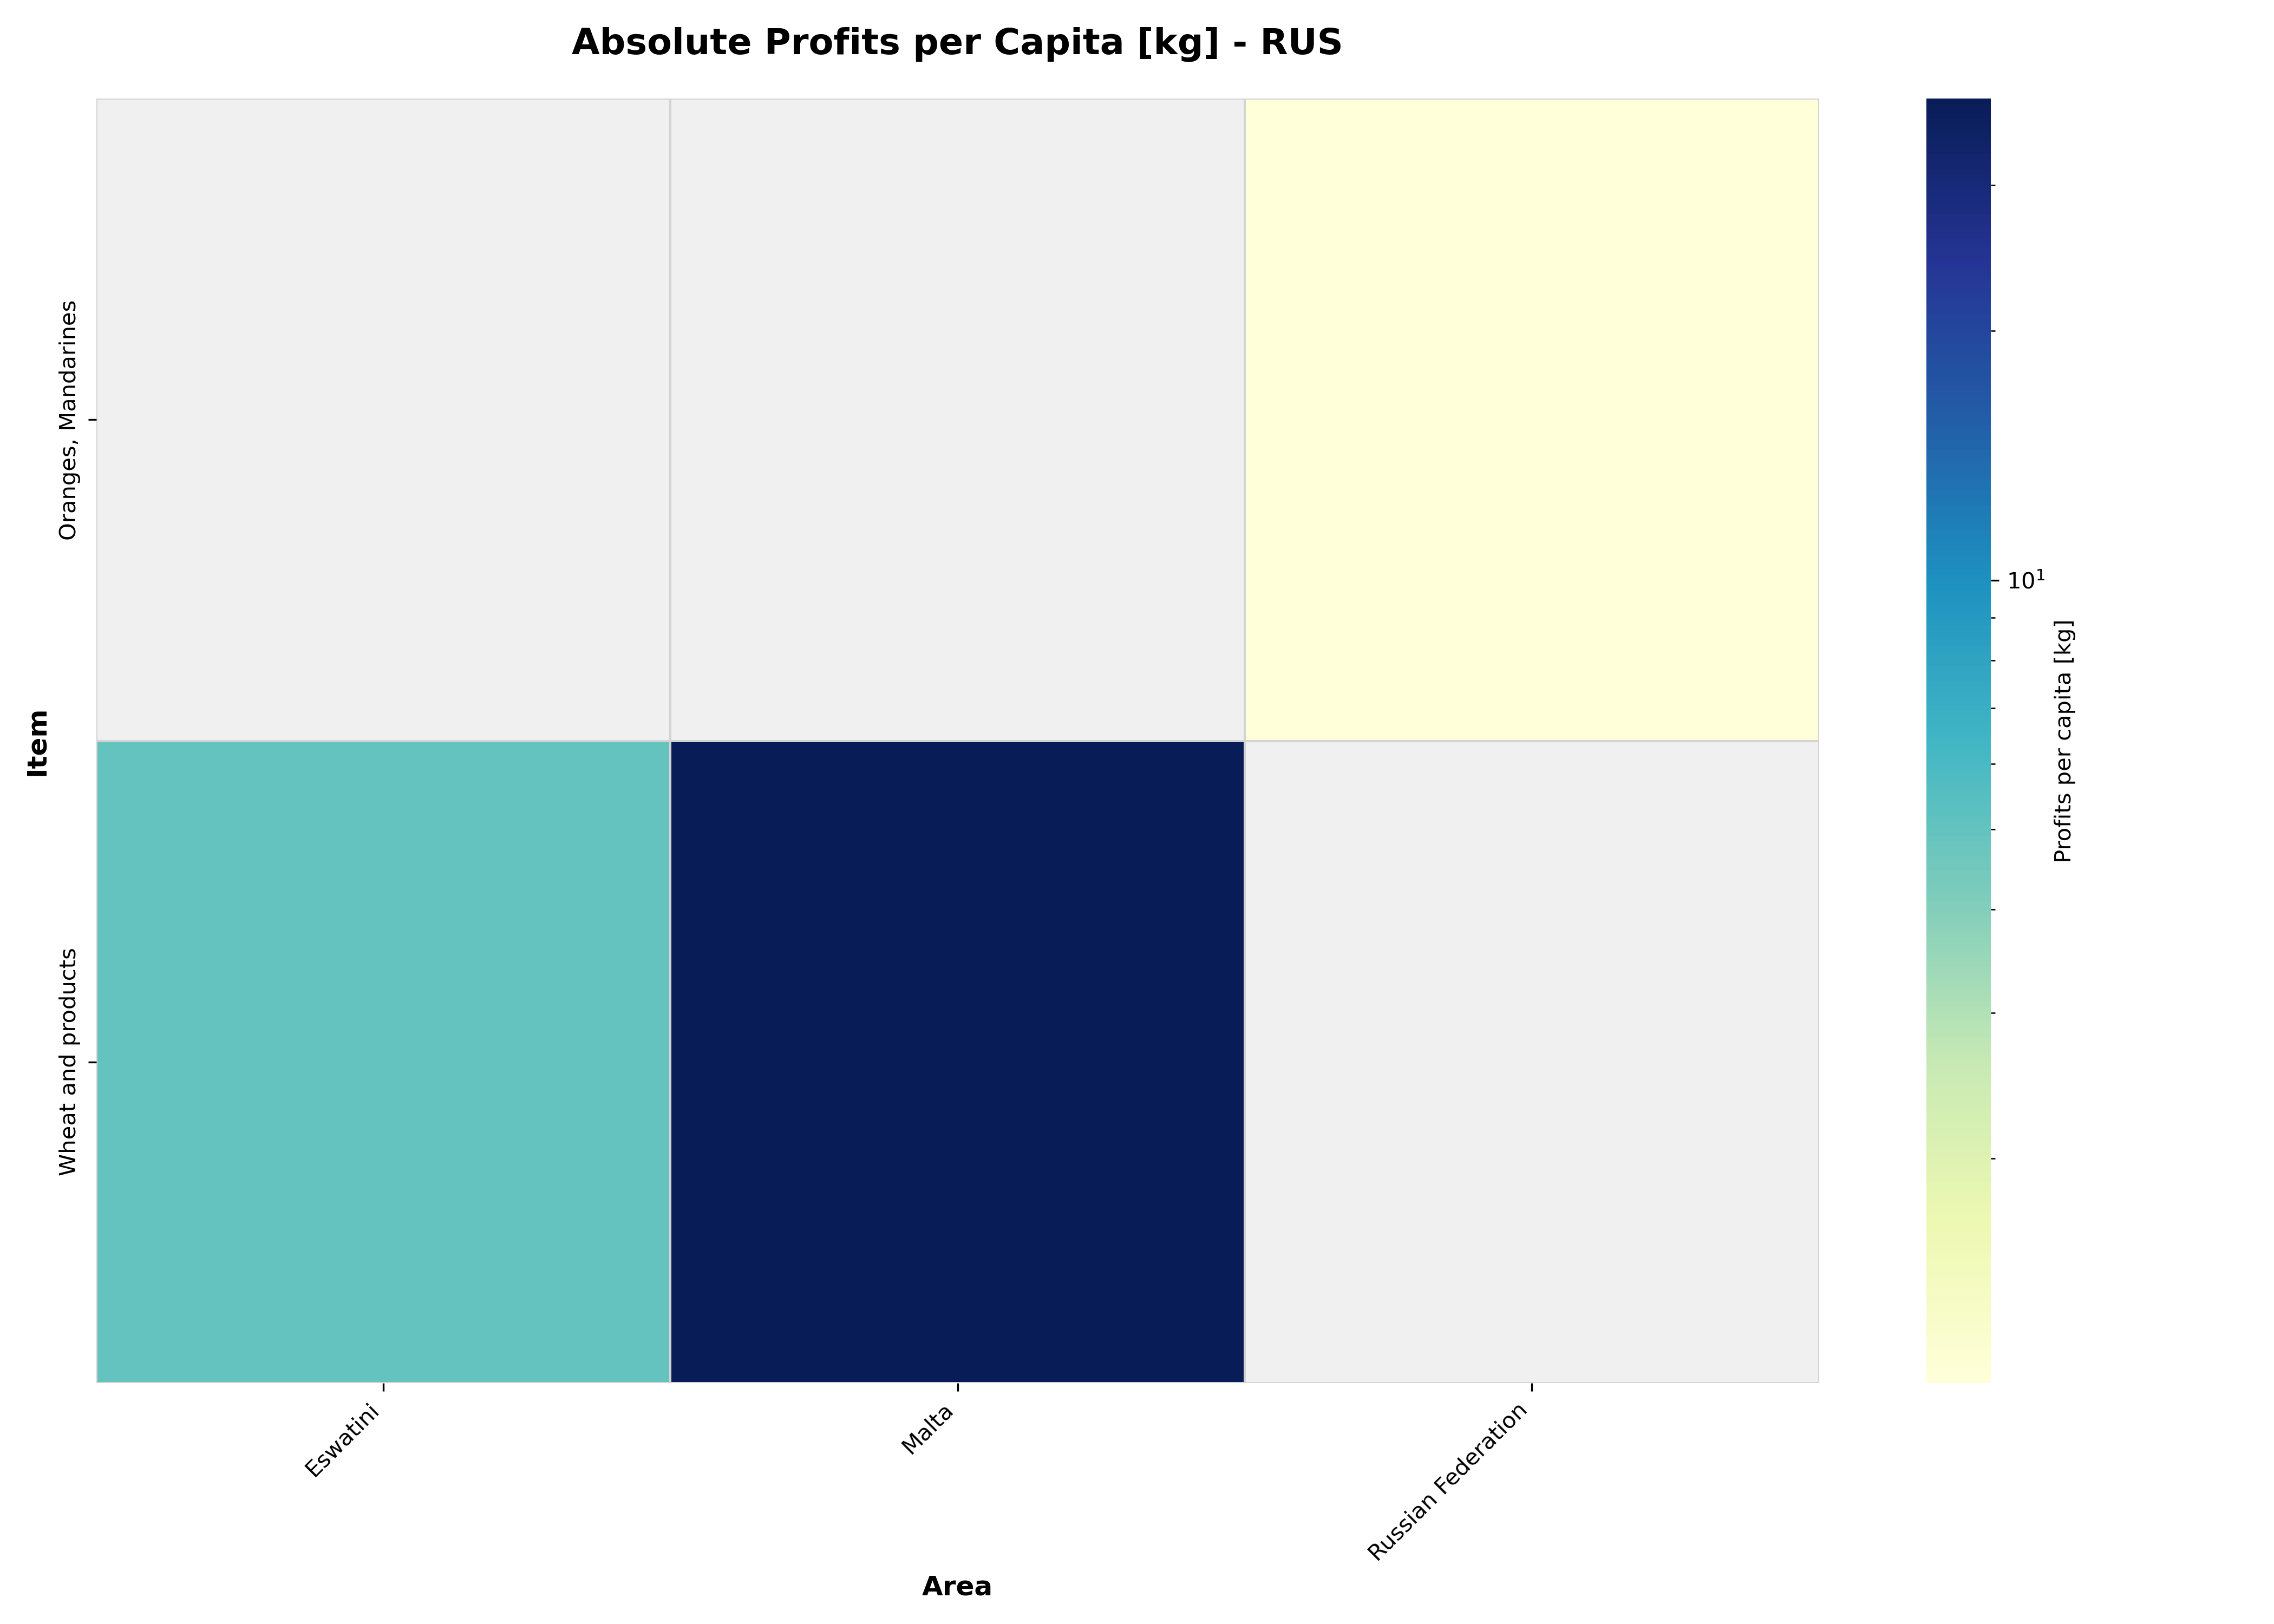 Absolute Profits per Capita [kg] - RUS
Item
Oranges, Mandarines
Wheat and products
Eswatini
Malta
Russian Federation
Area
10¹
Profits per capita [kg]